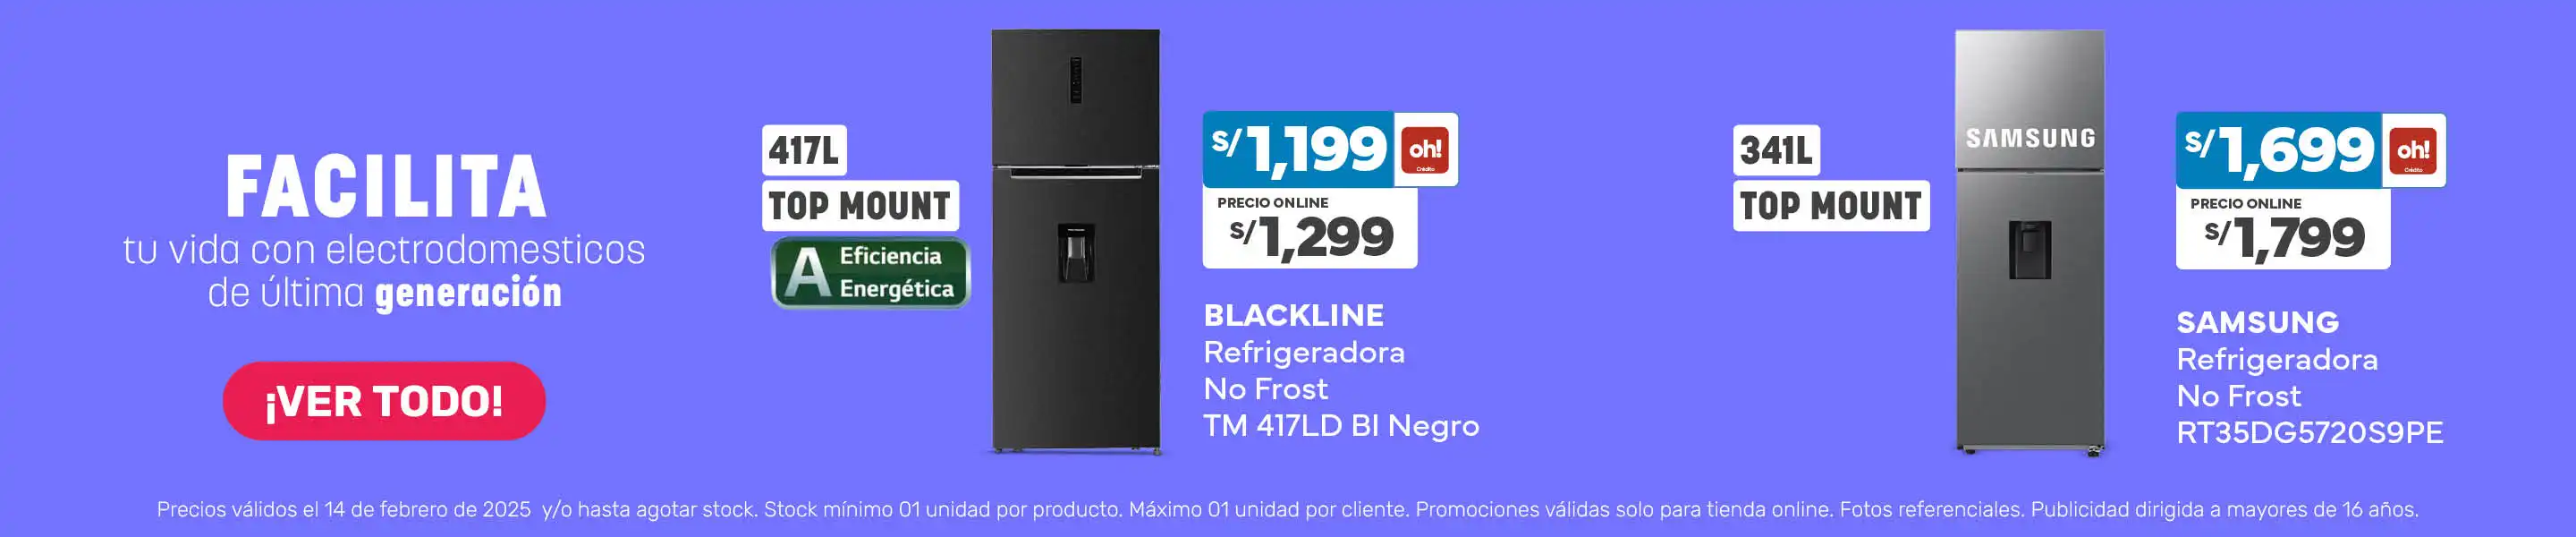 FACILITA
tu vida con electrodomesticos
de última generación
¡VER TODO!
417L
TOP MOUNT
A Eficiencia
Energética
S/1,199 oh!
Crédito
PRECIO ONLINE
S/1,299
BLACKLINE
Refrigeradora
No Frost
TM 417LD BI Negro
341L
TOP MOUNT
SAMSUNG
S/1,699 oh!
Crédito
PRECIO ONLINE
S/1,799
SAMSUNG
Refrigeradora
No Frost
RT35DG5720S9PE
Precios válidos el 14 de febrero de 2025 y/o hasta agotar stock. Stock mínimo 01 unidad por producto. Máximo 01 unidad por cliente. Promociones válidas solo para tienda online. Fotos referenciales. Publicidad dirigida a mayores de 16 años.